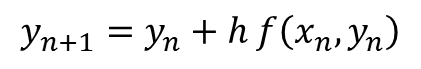 yₙ₊₁ = yₙ + h f(xₙ, yₙ)